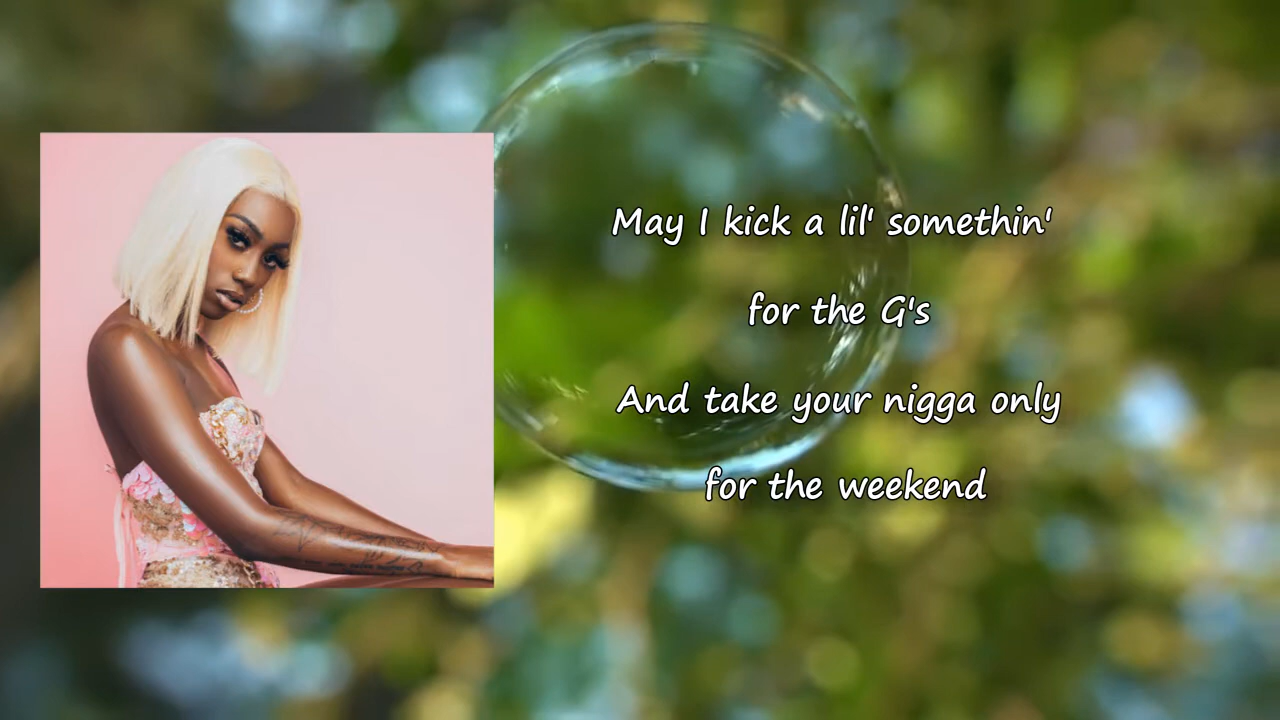 May I kick a lil' somethin'
for the G's
And take your nigga only
for the weekend